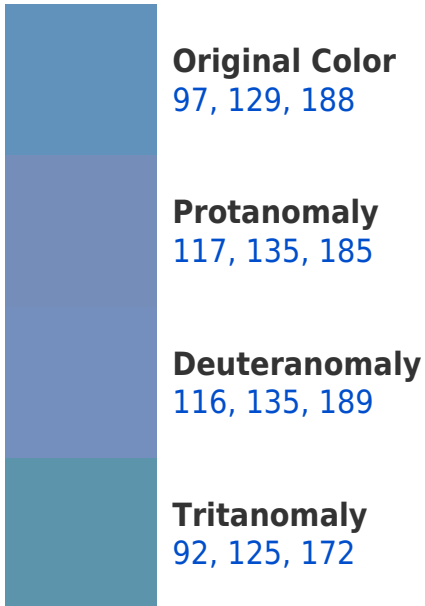 Original Color
97, 129, 188
Protanomaly
117, 135, 185
Deuteranomaly
116, 135, 189
Tritanomaly
92, 125, 172